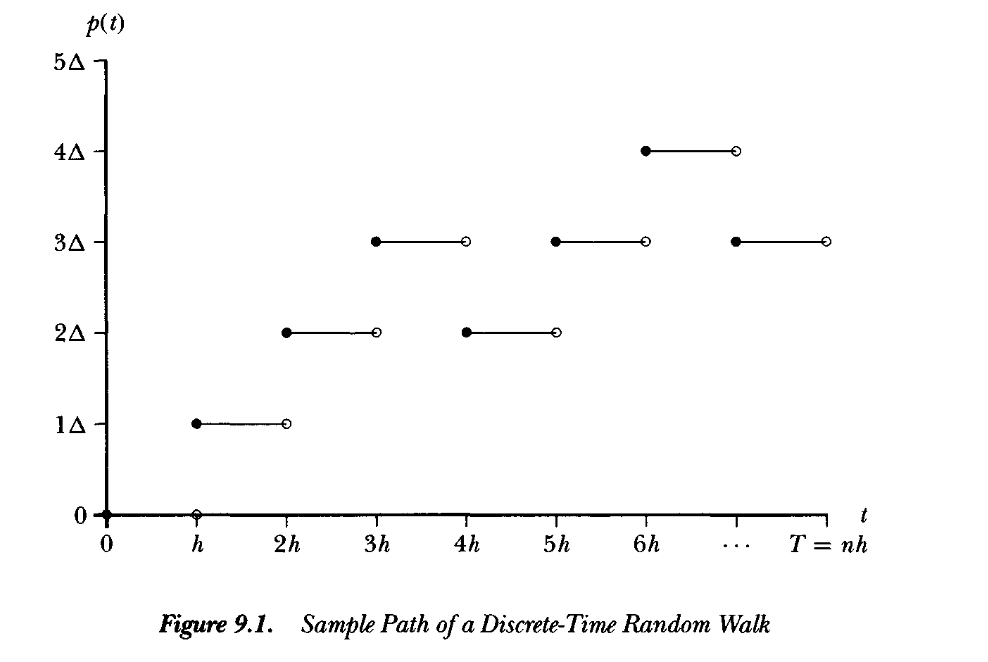 p(t)
5Δ
4Δ
3Δ
2Δ
1Δ
0
0 h 2h 3h 4h 5h 6h ··· T = nh
t
Figure 9.1. Sample Path of a Discrete-Time Random Walk